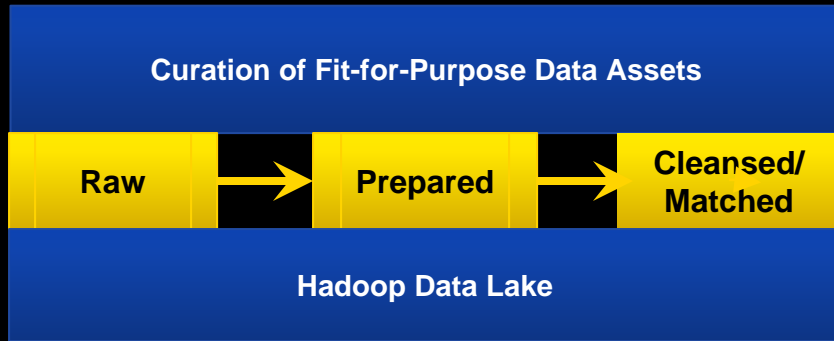 Curation of Fit-for-Purpose Data Assets
Raw
Prepared
Cleansed/
Matched
Hadoop Data Lake